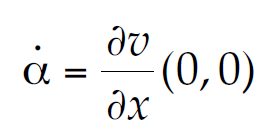 α̇ = ∂v/∂x (0, 0)